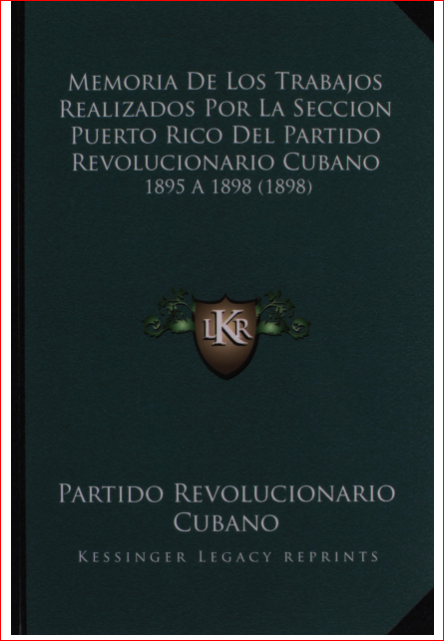 MEMORIA DE LOS TRABAJOS
REALIZADOS POR LA SECCION
PUERTO RICO DEL PARTIDO
REVOLUCIONARIO CUBANO
1895 A 1898 (1898)
LKR
PARTIDO REVOLUCIONARIO
CUBANO
KESSINGER LEGACY REPRINTS